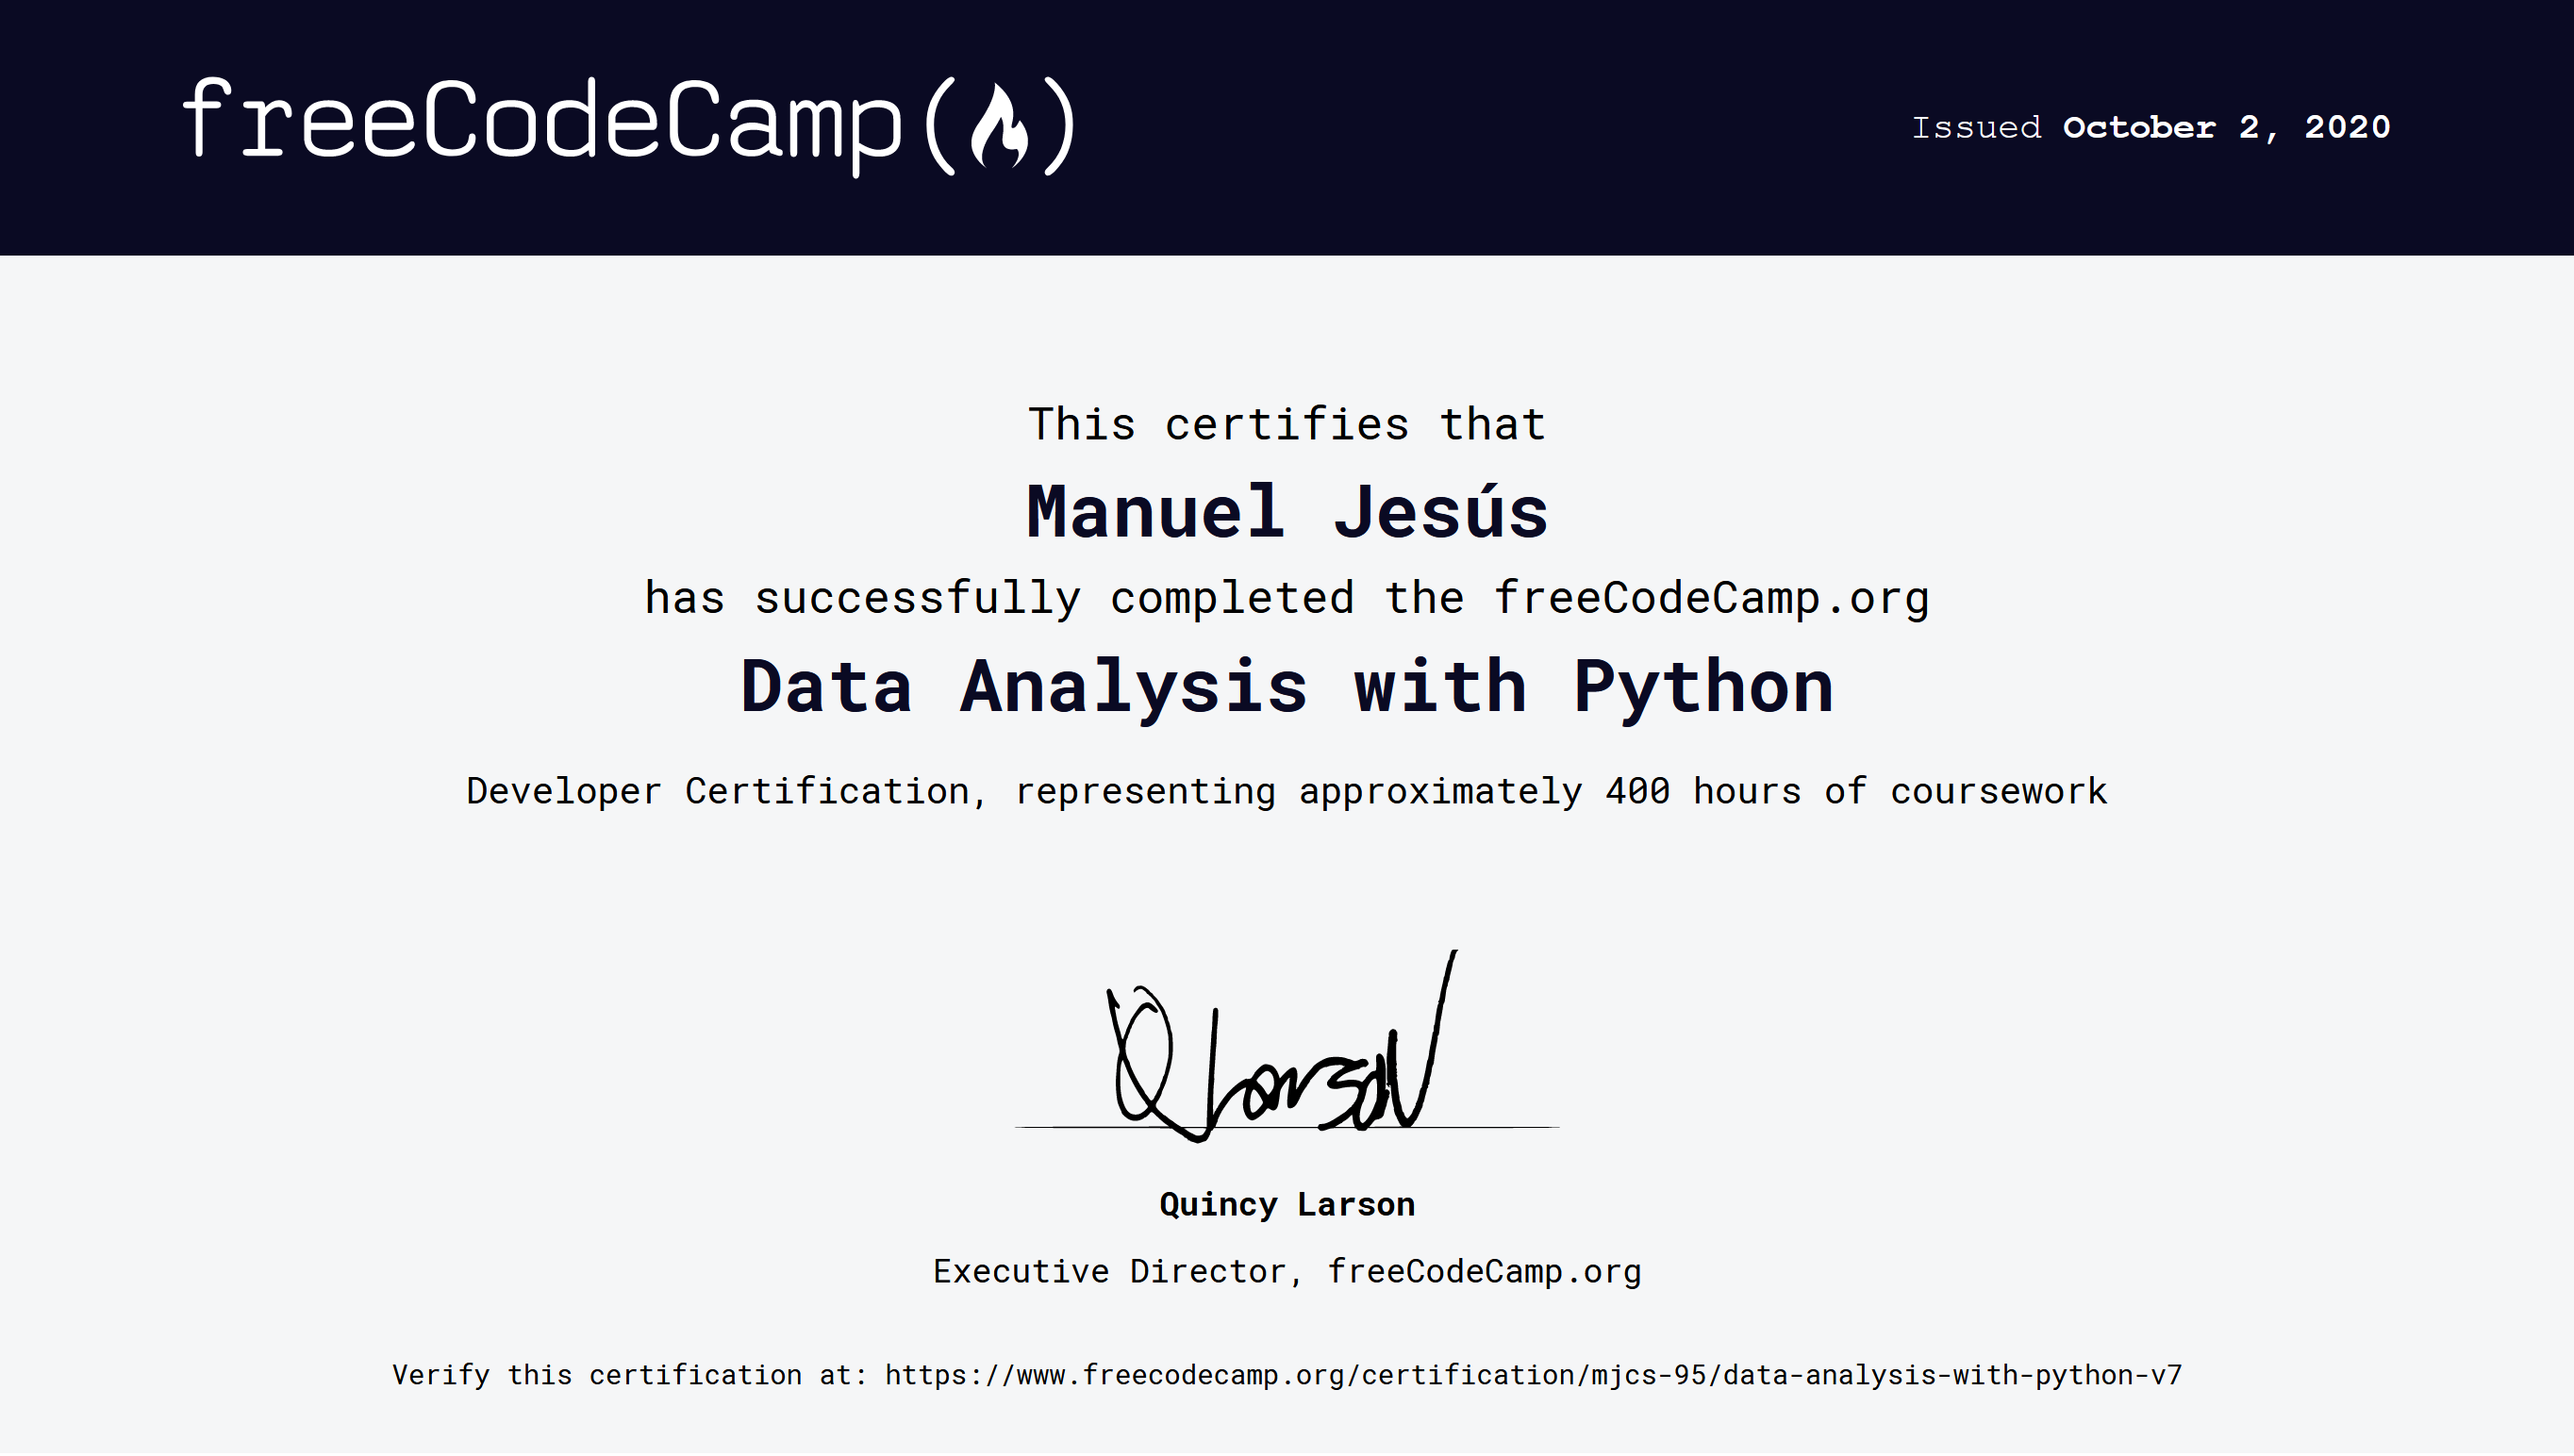 freeCodeCamp(🔥)
Issued October 2, 2020
This certifies that
Manuel Jesús
has successfully completed the freeCodeCamp.org
Data Analysis with Python
Developer Certification, representing approximately 400 hours of coursework
QLarson
Quincy Larson
Executive Director, freeCodeCamp.org
Verify this certification at: https://www.freecodecamp.org/certification/mjcs-95/data-analysis-with-python-v7